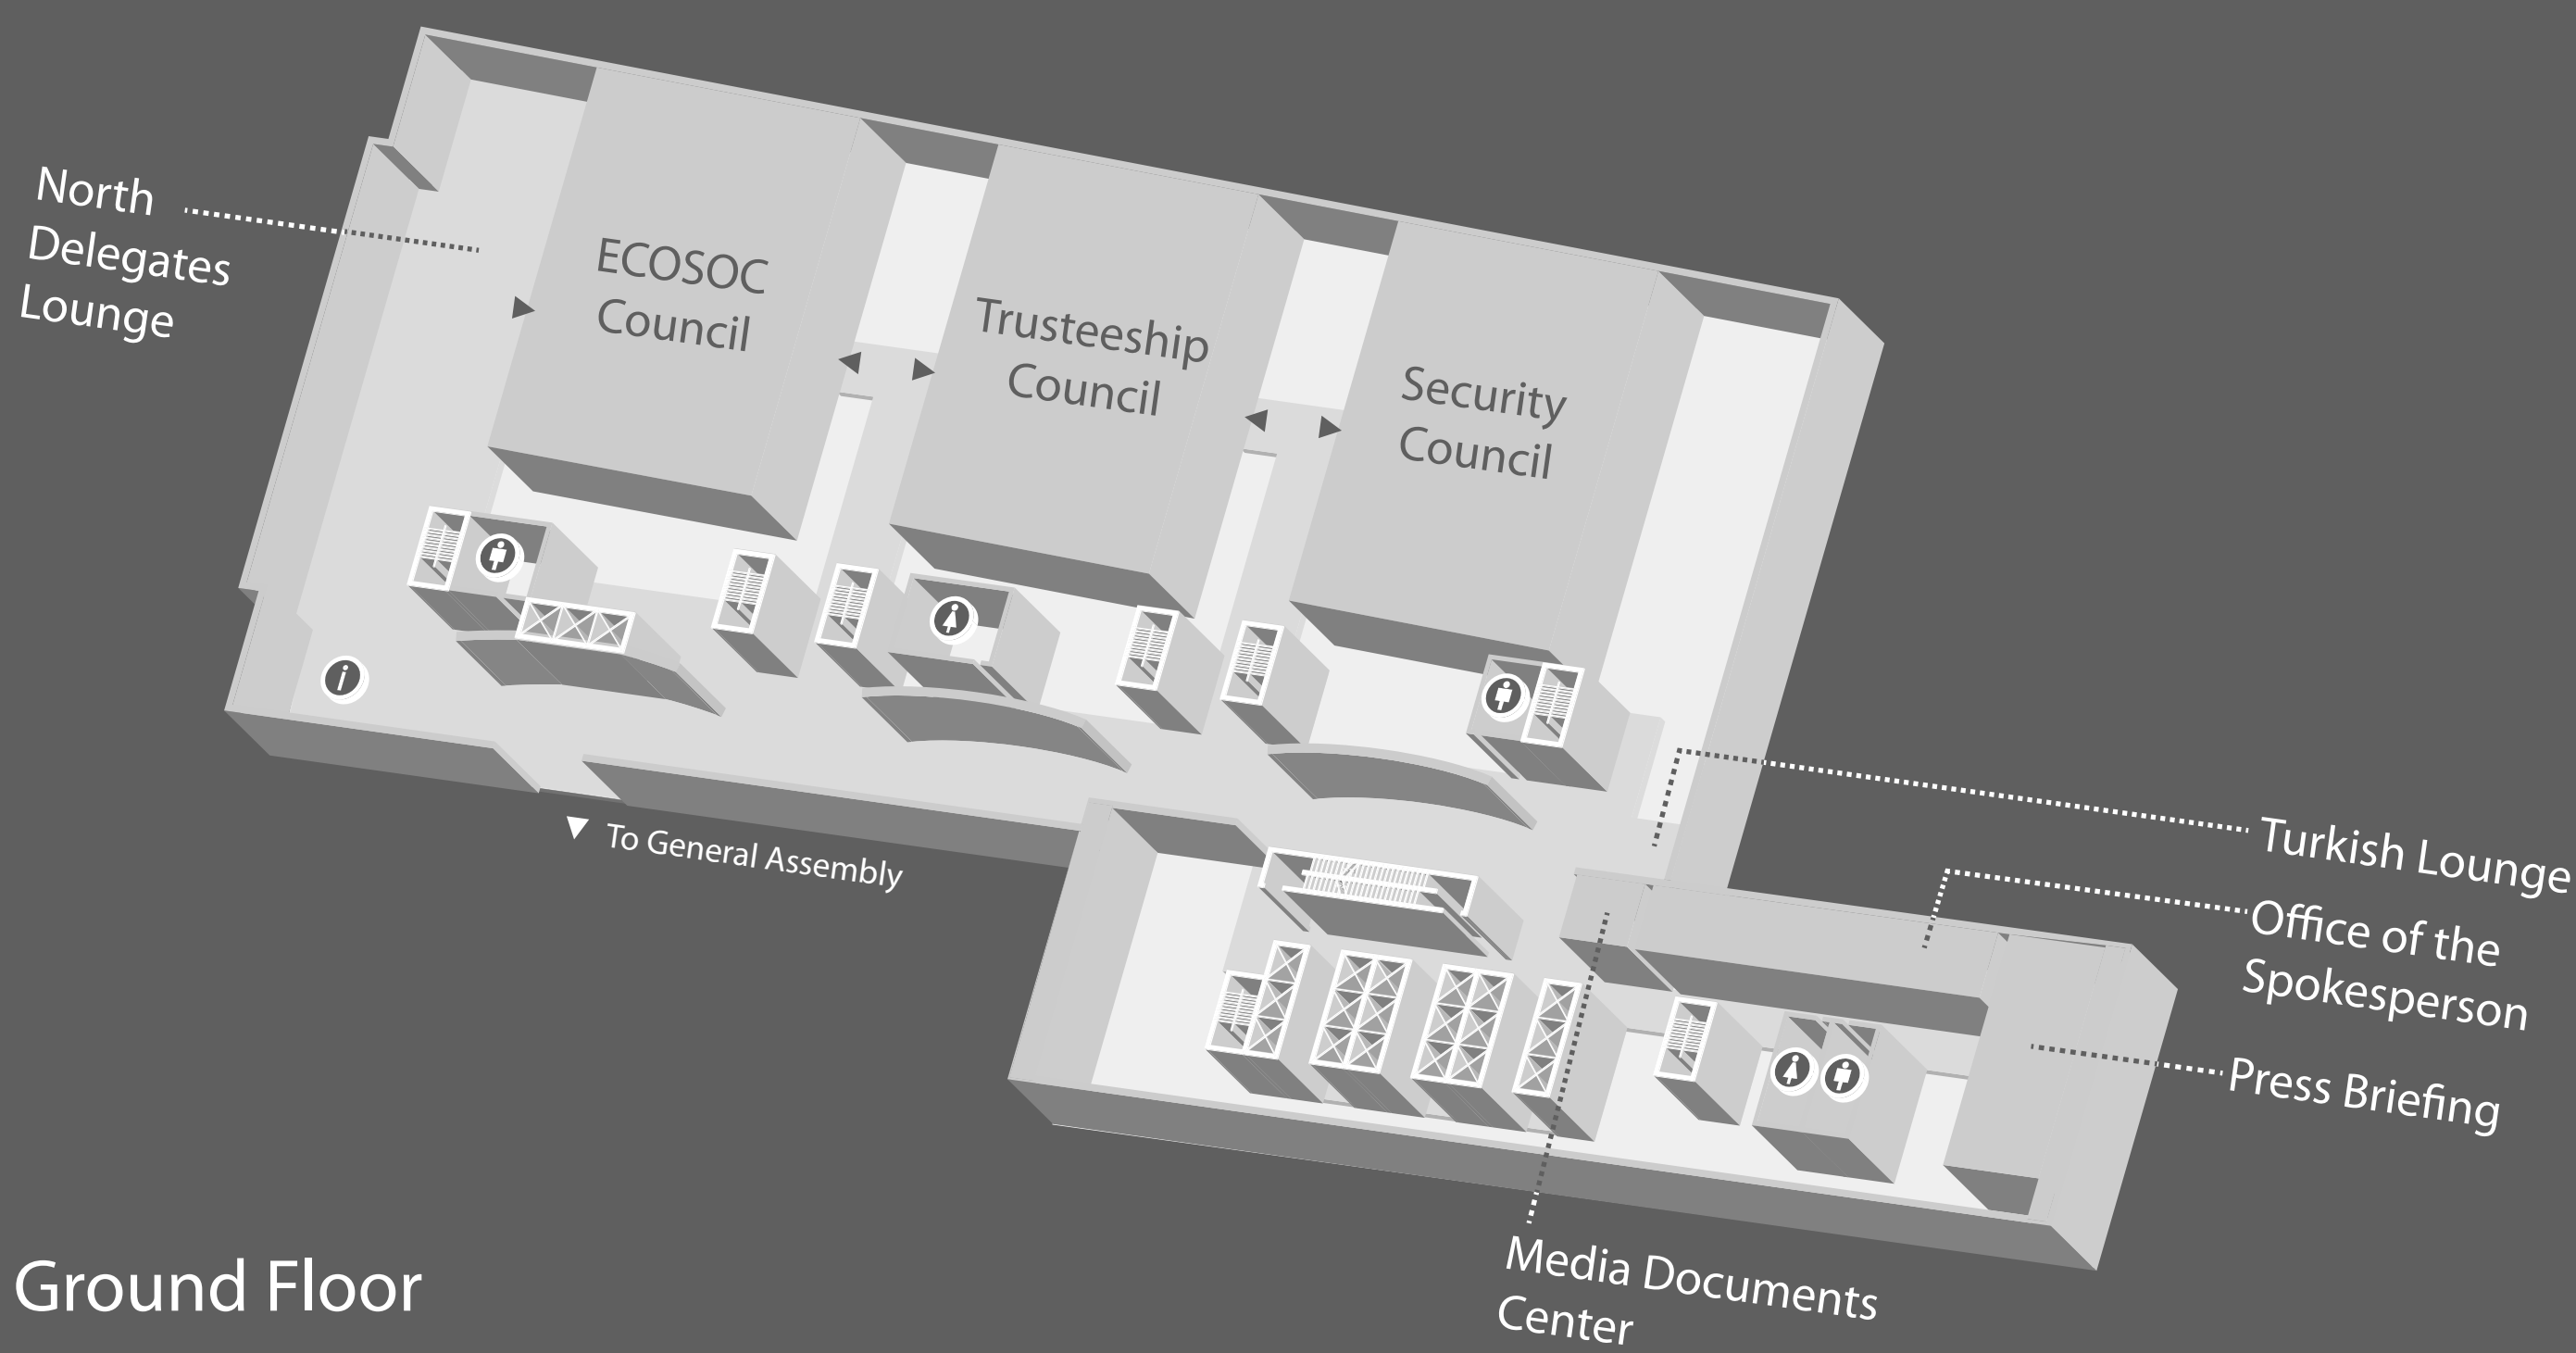 North
Delegates
Lounge
ECOSOC
Council
Trusteeship
Council
Security
Council
i
To General Assembly
Turkish Lounge
Office of the
Spokesperson
Press Briefing
Media Documents
Center
Ground Floor